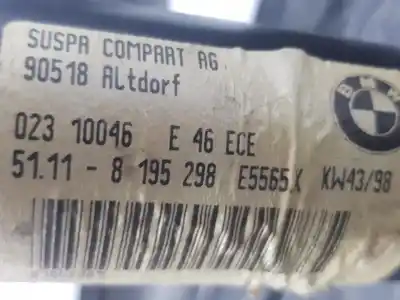 SUSPA COMPART AG.
90518 Altdorf
BMW
023 10046 E 46 ECE
51.11 - 8 195 298 E5565X KW43/98